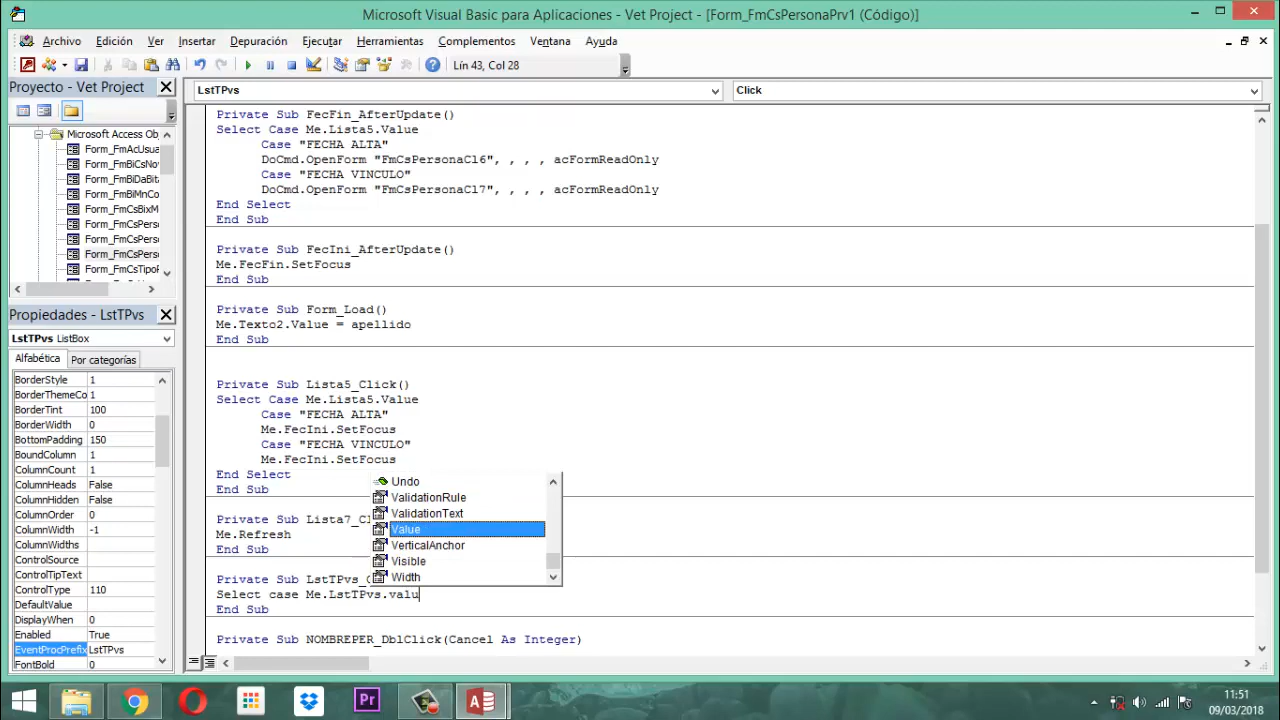 Microsoft Visual Basic para Aplicaciones - Vet Project - [Form_FmCsPersonaPrv1 (Código)]
Archivo Edición Ver Insertar Depuración Ejecutar Herramientas Complementos Ventana Ayuda
Lín 43, Col 28
Proyecto - Vet Project
LstTPvs
Click
Microsoft Access Obj
Form_FmAcUsua
Form_FmBiCsNo
Form_FmBiDaBit
Form_FmBiMnCo
Form_FmCsBixM
Form_FmCsPers
Form_FmCsPers
Form_FmCsPers
Form_FmCsTipoF
Propiedades - LstTPvs
LstTPvs ListBox
Alfabética Por categorías
BorderStyle 1
BorderThemeCo 1
BorderTint 100
BorderWidth 0
BottomPadding 150
BoundColumn 1
ColumnCount 1
ColumnHeads False
ColumnHidden False
ColumnOrder 0
ColumnWidth -1
ColumnWidths
ControlSource
ControlTipText
ControlType 110
DefaultValue
DisplayWhen 0
Enabled True
EventProcPrefix LstTPvs
FontBold 0
Private Sub FecFin_AfterUpdate()
Select Case Me.Lista5.Value
Case "FECHA ALTA"
DoCmd.OpenForm "FmCsPersonaCl6", , , , acFormReadOnly
Case "FECHA VINCULO"
DoCmd.OpenForm "FmCsPersonaCl7", , , , acFormReadOnly
End Select
End Sub
Private Sub FecIni_AfterUpdate()
Me.FecFin.SetFocus
End Sub
Private Sub Form_Load()
Me.Texto2.Value = apellido
End Sub
Private Sub Lista5_Click()
Select Case Me.Lista5.Value
Case "FECHA ALTA"
Me.FecIni.SetFocus
Case "FECHA VINCULO"
Me.FecIni.SetFocus
End Select
End Sub
Private Sub Lista7_Cl
Me.Refresh
End Sub
Private Sub LstTPvs_C
Select case Me.LstTPvs.valu
End Sub
Private Sub NOMBREPER_DblClick(Cancel As Integer)
Undo
ValidationRule
ValidationText
Value
VerticalAnchor
Visible
Width
Pr
11:51
09/03/2018